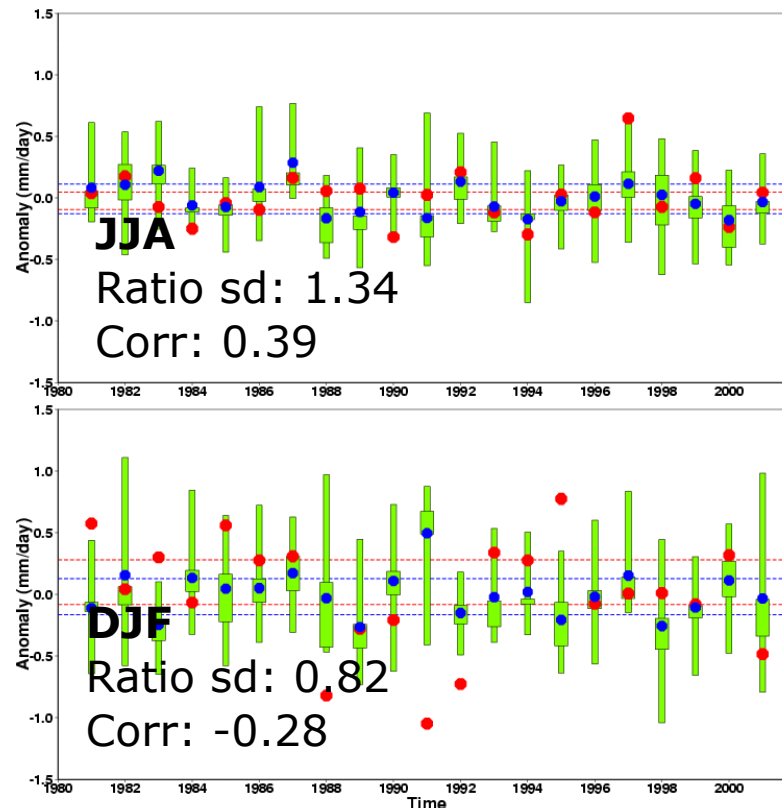 1.5
1.0
0.5
0.0
-0.5
-1.0
-1.5
Anomaly (mm/day)
JJA
Ratio sd: 1.34
Corr: 0.39
1980 1982 1984 1986 1988 1990 1992 1994 1996 1998 2000
1.5
1.0
0.5
0.0
-0.5
-1.0
-1.5
Anomaly (mm/day)
DJF
Ratio sd: 0.82
Corr: -0.28
1980 1982 1984 1986 1988 1990 1992 1994 1996 1998 2000
Time